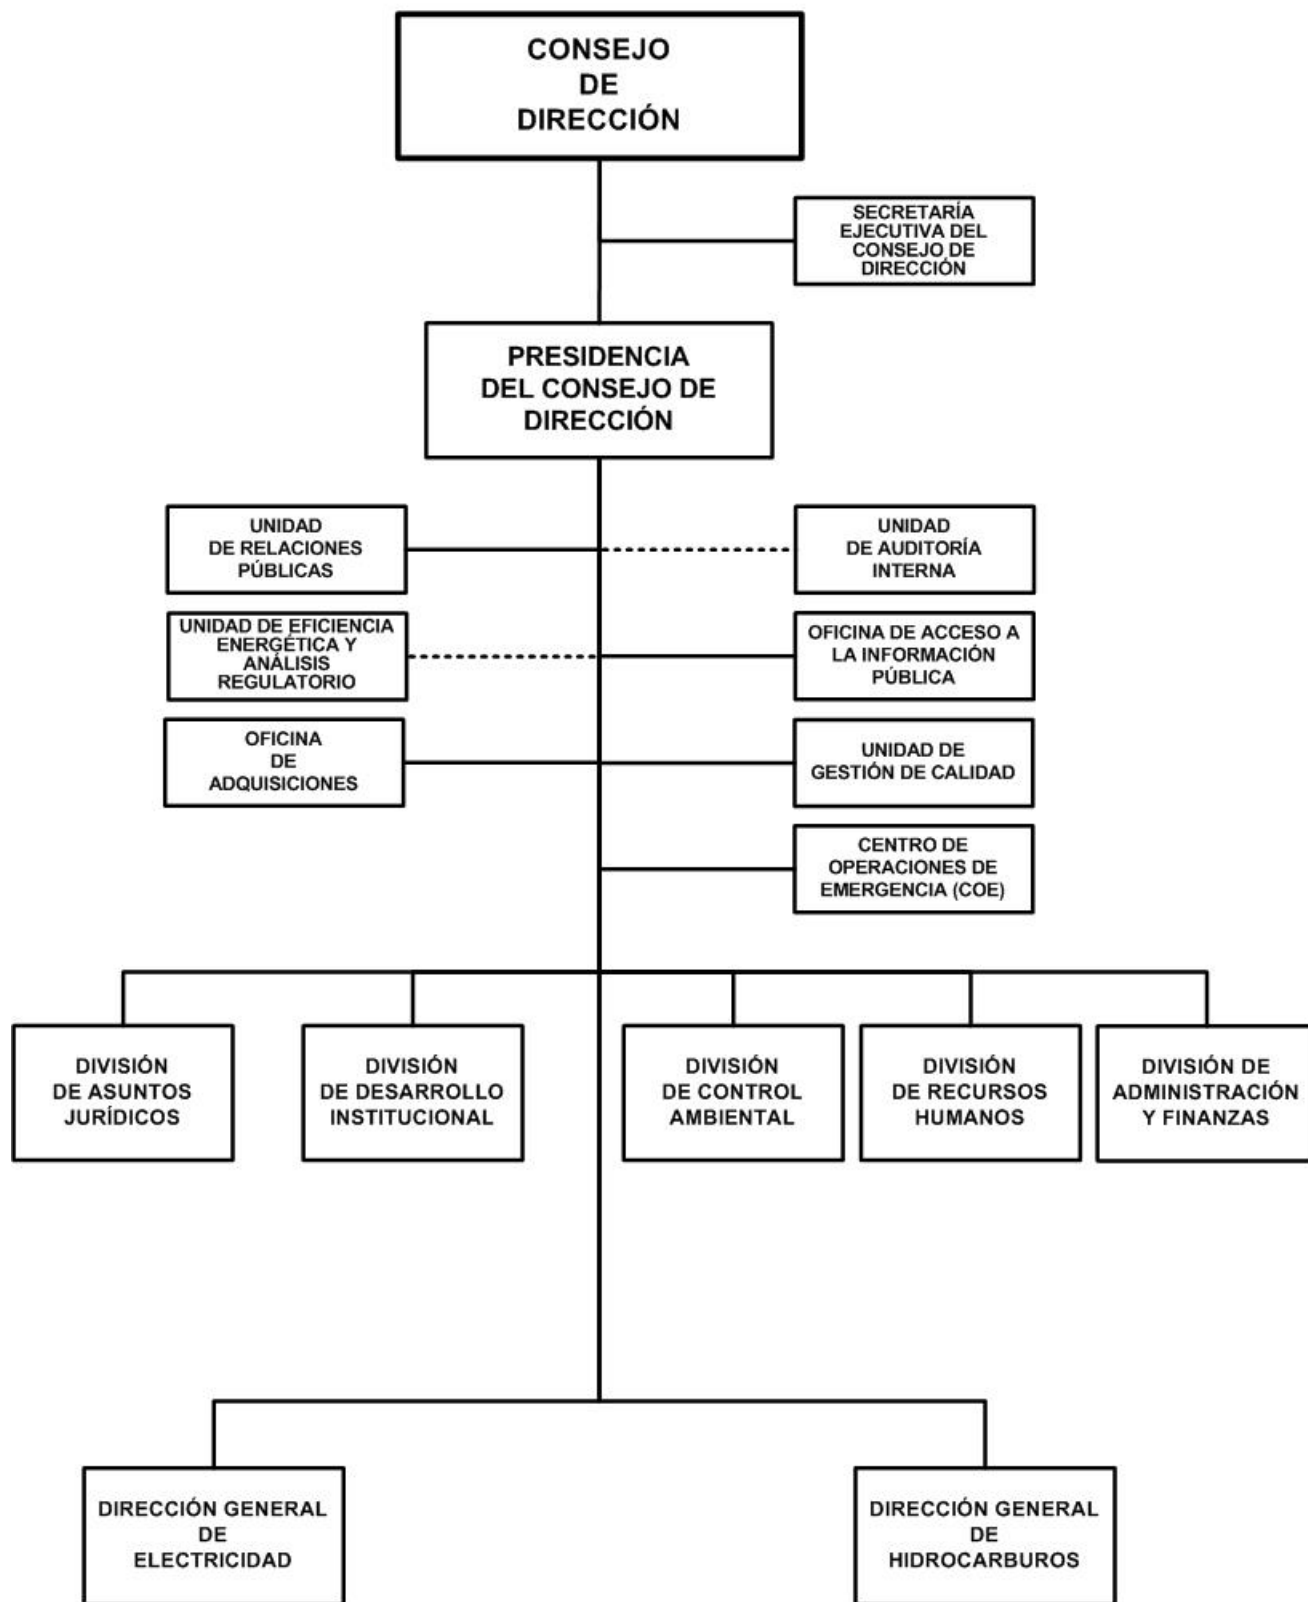 CONSEJO
DE
DIRECCIÓN
SECRETARÍA
EJECUTIVA DEL
CONSEJO DE
DIRECCIÓN
PRESIDENCIA
DEL CONSEJO DE
DIRECCIÓN
UNIDAD
DE RELACIONES
PÚBLICAS
UNIDAD
DE AUDITORÍA
INTERNA
UNIDAD DE EFICIENCIA
ENERGÉTICA Y
ANÁLISIS
REGULATORIO
OFICINA DE ACCESO A
LA INFORMACIÓN
PÚBLICA
OFICINA
DE
ADQUISICIONES
UNIDAD DE
GESTIÓN DE CALIDAD
CENTRO DE
OPERACIONES DE
EMERGENCIA (COE)
DIVISIÓN
DE ASUNTOS
JURÍDICOS
DIVISIÓN
DE DESARROLLO
INSTITUCIONAL
DIVISIÓN
DE CONTROL
AMBIENTAL
DIVISIÓN
DE RECURSOS
HUMANOS
DIVISIÓN DE
ADMINISTRACIÓN
Y FINANZAS
DIRECCIÓN GENERAL
DE
ELECTRICIDAD
DIRECCIÓN GENERAL
DE
HIDROCARBUROS